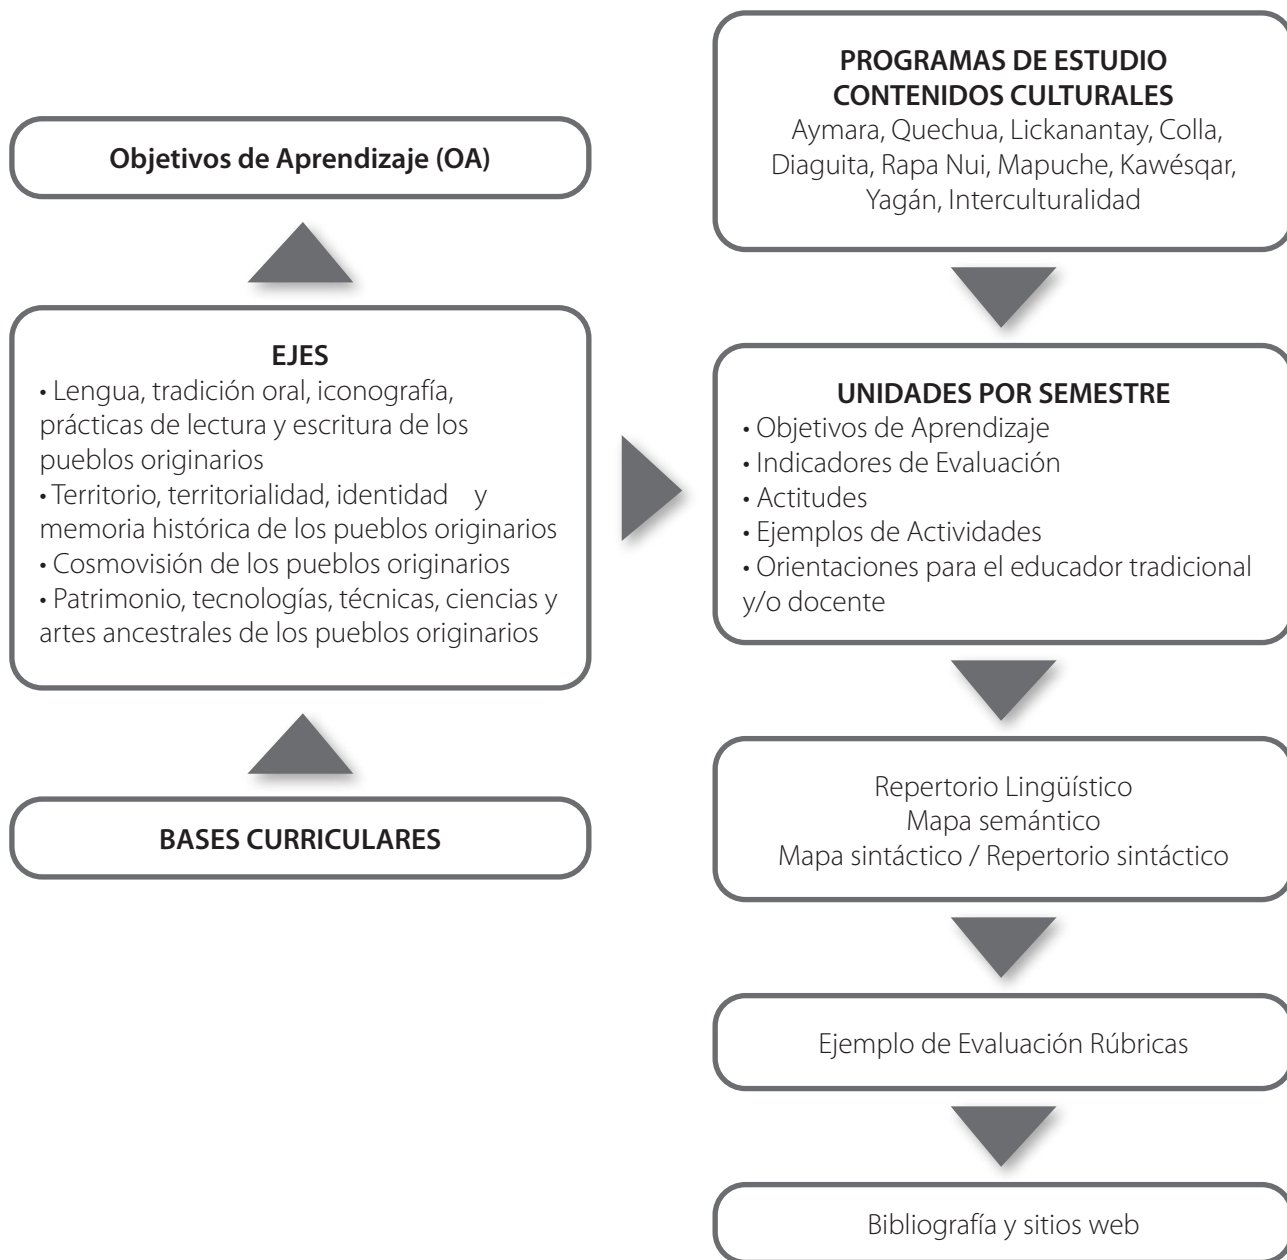 Objetivos de Aprendizaje (OA)
EJES
• Lengua, tradición oral, iconografía,
prácticas de lectura y escritura de los
pueblos originarios
• Territorio, territorialidad, identidad y
memoria histórica de los pueblos originarios
• Cosmovisión de los pueblos originarios
• Patrimonio, tecnologías, técnicas, ciencias y
artes ancestrales de los pueblos originarios
BASES CURRICULARES
PROGRAMAS DE ESTUDIO
CONTENIDOS CULTURALES
Aymara, Quechua, Lickanantay, Colla,
Diaguita, Rapa Nui, Mapuche, Kawésqar,
Yagán, Interculturalidad
UNIDADES POR SEMESTRE
• Objetivos de Aprendizaje
• Indicadores de Evaluación
• Actitudes
• Ejemplos de Actividades
• Orientaciones para el educador tradicional
y/o docente
Repertorio Lingüístico
Mapa semántico
Mapa sintáctico / Repertorio sintáctico
Ejemplo de Evaluación Rúbricas
Bibliografía y sitios web